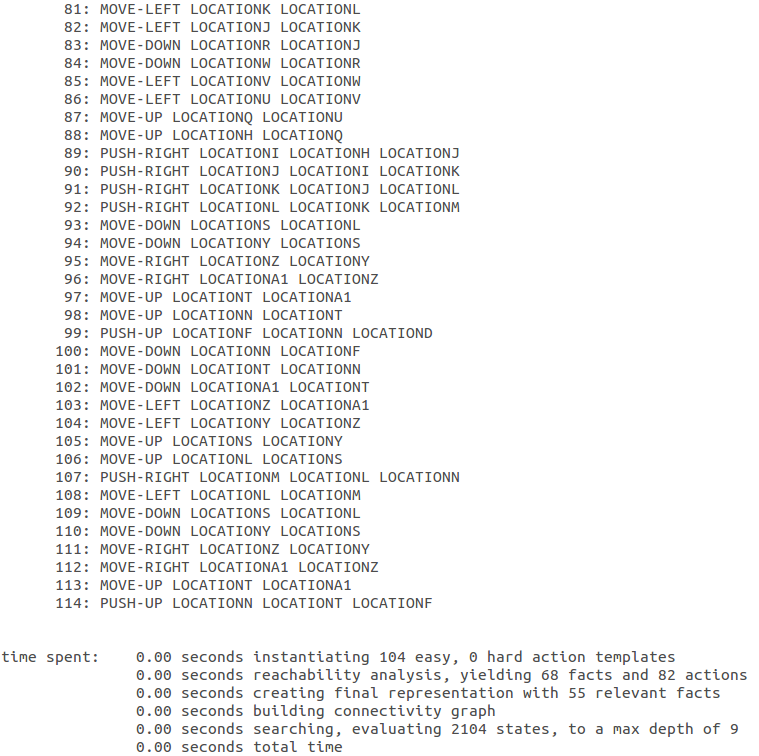 81: MOVE-LEFT LOCATIONK LOCATIONL
82: MOVE-LEFT LOCATIONJ LOCATIONK
83: MOVE-DOWN LOCATIONR LOCATIONJ
84: MOVE-DOWN LOCATIONW LOCATIONR
85: MOVE-LEFT LOCATIONV LOCATIONW
86: MOVE-LEFT LOCATIONU LOCATIONV
87: MOVE-UP LOCATIONQ LOCATIONU
88: MOVE-UP LOCATIONH LOCATIONQ
89: PUSH-RIGHT LOCATIONI LOCATIONH LOCATIONJ
90: PUSH-RIGHT LOCATIONJ LOCATIONI LOCATIONK
91: PUSH-RIGHT LOCATIONK LOCATIONJ LOCATIONL
92: PUSH-RIGHT LOCATIONL LOCATIONK LOCATIONM
93: MOVE-DOWN LOCATIONS LOCATIONL
94: MOVE-DOWN LOCATIONY LOCATIONS
95: MOVE-RIGHT LOCATIONZ LOCATIONY
96: MOVE-RIGHT LOCATIONA1 LOCATIONZ
97: MOVE-UP LOCATIONT LOCATIONA1
98: MOVE-UP LOCATIONN LOCATIONT
99: PUSH-UP LOCATIONF LOCATIONN LOCATIOND
100: MOVE-DOWN LOCATIONN LOCATIONF
101: MOVE-DOWN LOCATIONT LOCATIONN
102: MOVE-DOWN LOCATIONA1 LOCATIONT
103: MOVE-LEFT LOCATIONZ LOCATIONA1
104: MOVE-LEFT LOCATIONY LOCATIONZ
105: MOVE-UP LOCATIONS LOCATIONY
106: MOVE-UP LOCATIONL LOCATIONS
107: PUSH-RIGHT LOCATIONM LOCATIONL LOCATIONN
108: MOVE-LEFT LOCATIONL LOCATIONM
109: MOVE-DOWN LOCATIONS LOCATIONL
110: MOVE-DOWN LOCATIONY LOCATIONS
111: MOVE-RIGHT LOCATIONZ LOCATIONY
112: MOVE-RIGHT LOCATIONA1 LOCATIONZ
113: MOVE-UP LOCATIONT LOCATIONA1
114: PUSH-UP LOCATIONN LOCATIONT LOCATIONF
time spent: 0.00 seconds instantiating 104 easy, 0 hard action templates
0.00 seconds reachability analysis, yielding 68 facts and 82 actions
0.00 seconds creating final representation with 55 relevant facts
0.00 seconds building connectivity graph
0.00 seconds searching, evaluating 2104 states, to a max depth of 9
0.00 seconds total time